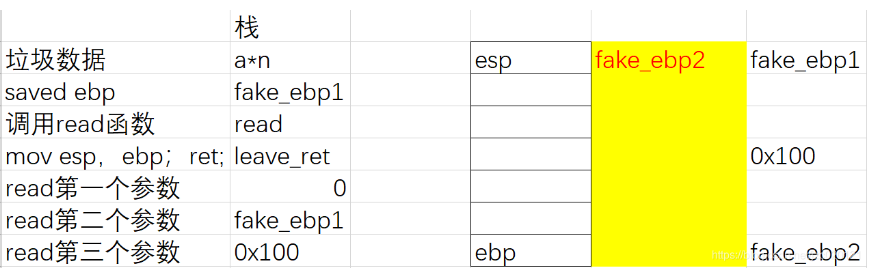 栈
垃圾数据 a*n esp fake_ebp2 fake_ebp1
saved ebp fake_ebp1
调用read函数 read
mov esp，ebp；ret; leave_ret 0x100
read第一个参数 0
read第二个参数 fake_ebp1
read第三个参数 0x100 ebp fake_ebp2